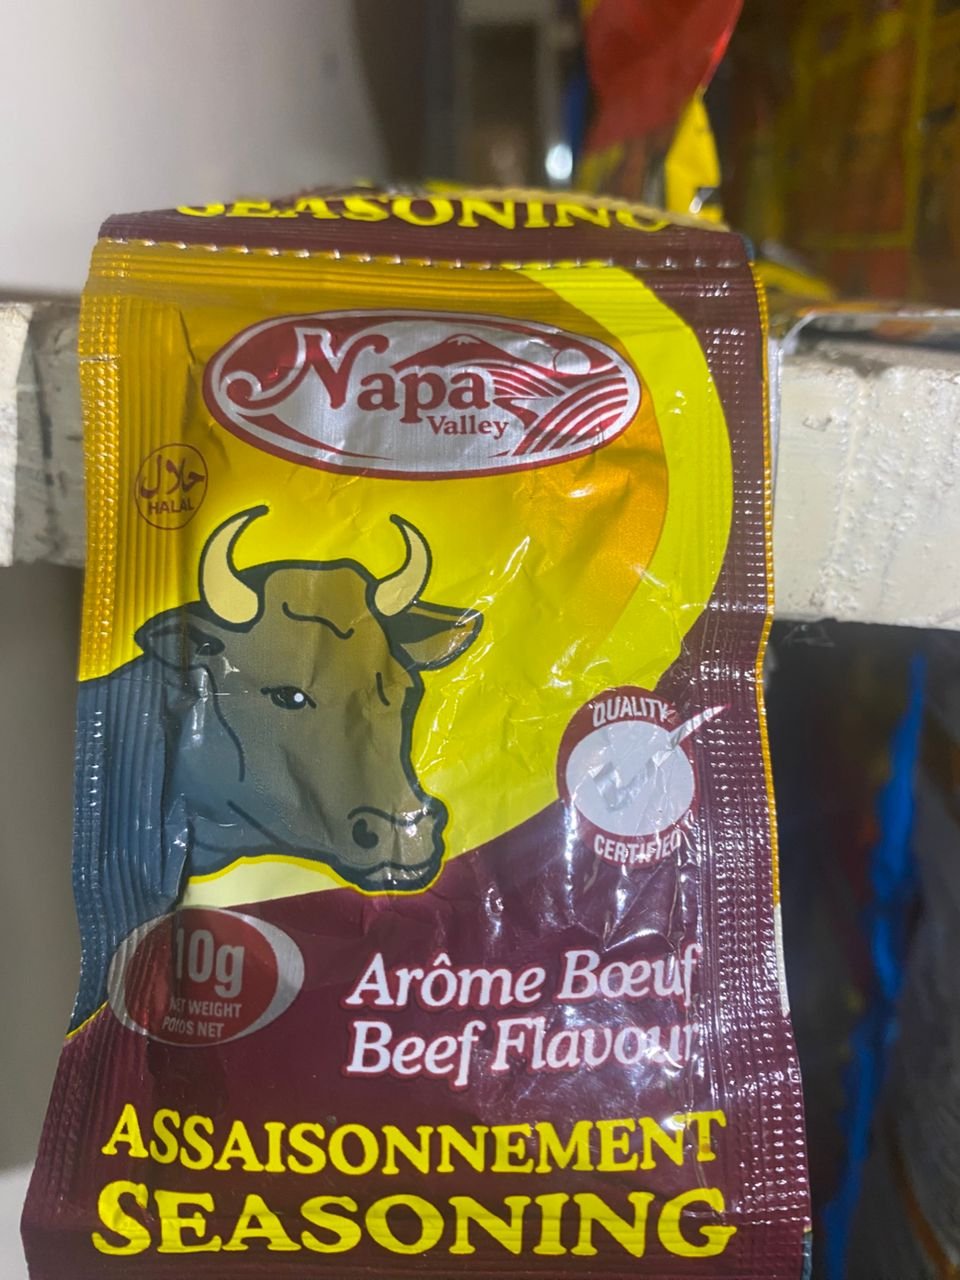 SEASONING
Napa
Valley
حلال
HALAL
QUALITY
CERTIFIED
10g
NET WEIGHT
POIDS NET
Arôme Bœuf
Beef Flavour
ASSAISONNEMENT
SEASONING